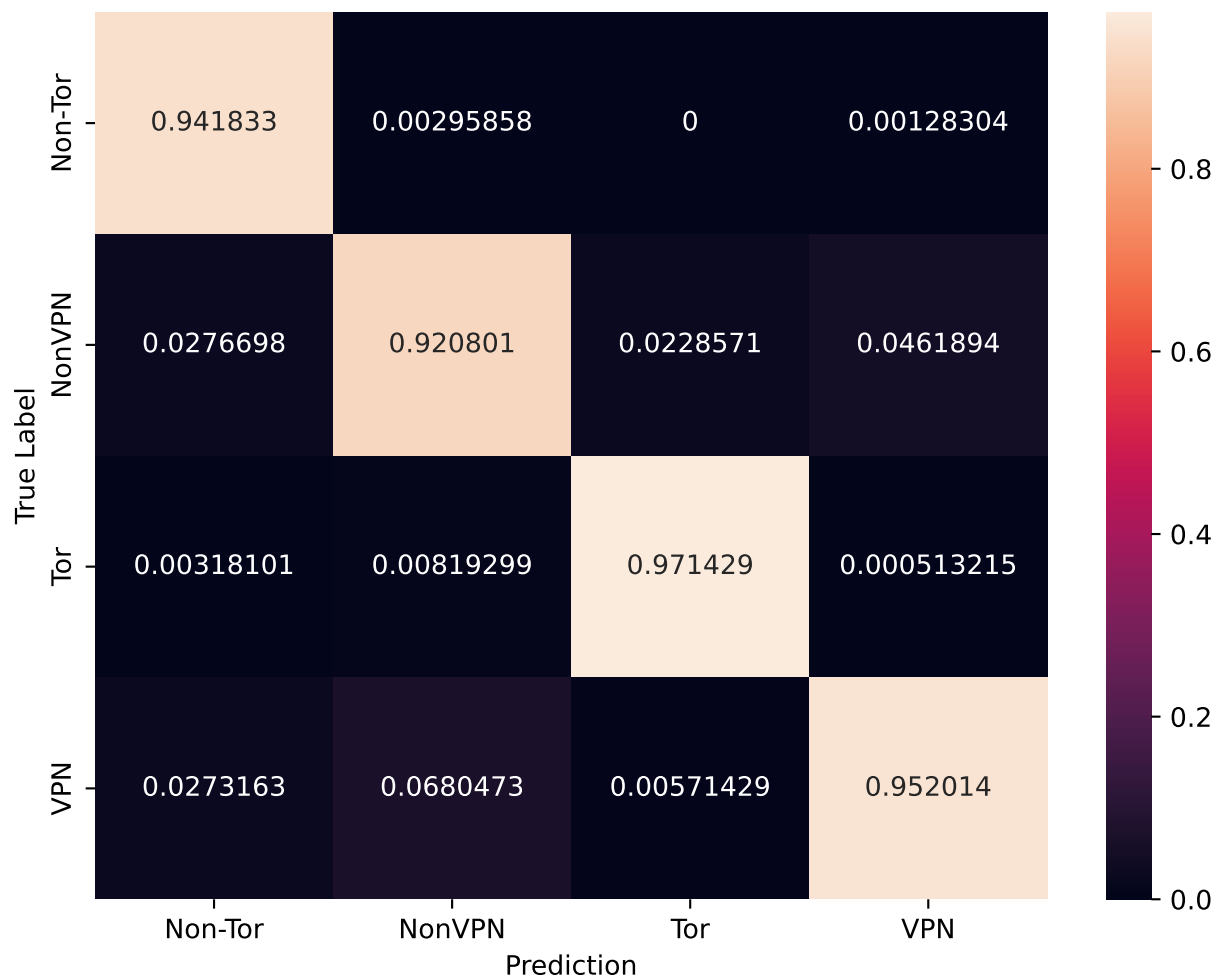 True Label
Non-Tor
0.941833 0.00295858 0 0.00128304
NonVPN
0.0276698 0.920801 0.0228571 0.0461894
Tor
0.00318101 0.00819299 0.971429 0.000513215
VPN
0.0273163 0.0680473 0.00571429 0.952014
Non-Tor NonVPN Tor VPN
Prediction
0.8
0.6
0.4
0.2
0.0